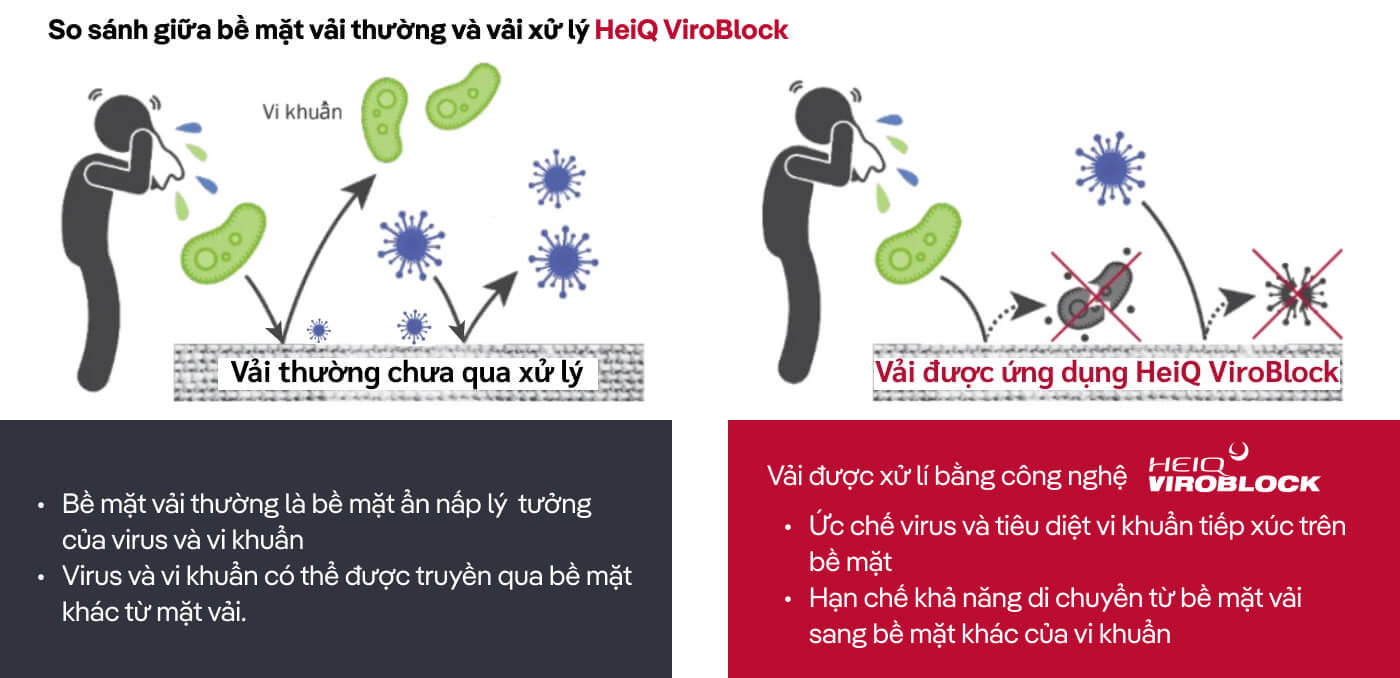 So sánh giữa bề mặt vải thường và vải xử lý HeiQ ViroBlock
Vi khuẩn
Vải thường chưa qua xử lý
Vải được ứng dụng HeiQ ViroBlock
• Bề mặt vải thường là bề mặt ẩn nấp lý tưởng
của virus và vi khuẩn
• Virus và vi khuẩn có thể được truyền qua bề mặt
khác từ mặt vải.
Vải được xử lí bằng công nghệ HEIQ
VIROBLOCK
• Ức chế virus và tiêu diệt vi khuẩn tiếp xúc trên
bề mặt
• Hạn chế khả năng di chuyển từ bề mặt vải
sang bề mặt khác của vi khuẩn